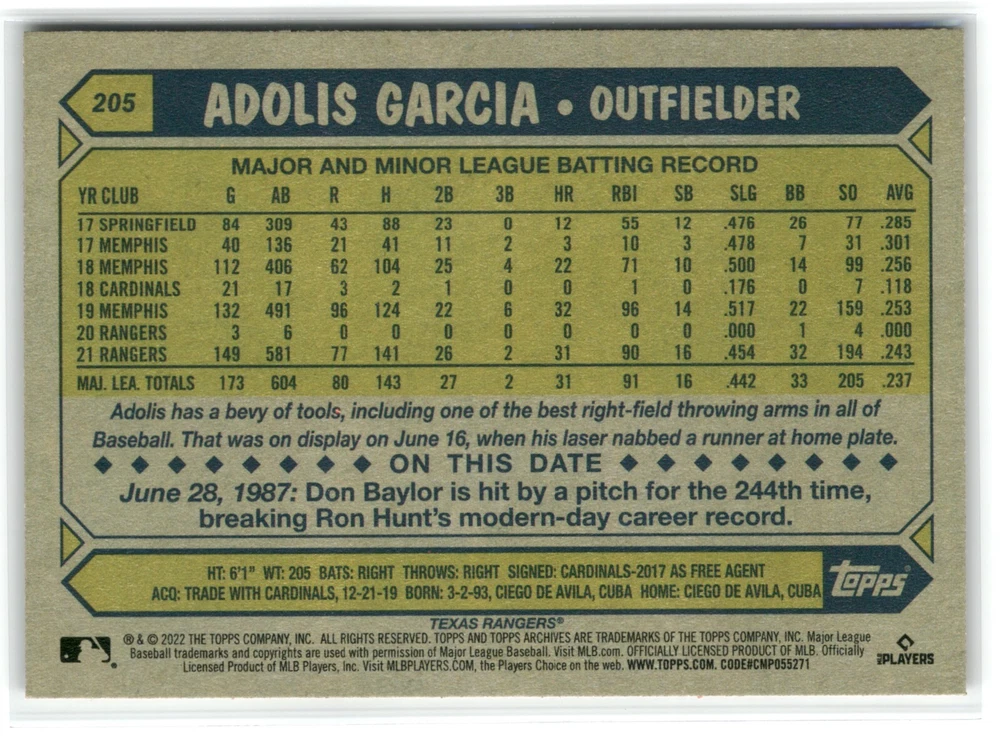 205 ADOLIS GARCIA • OUTFIELDER
MAJOR AND MINOR LEAGUE BATTING RECORD
YR CLUB G AB R H 2B 3B HR RBI SB SLG BB SO AVG
17 SPRINGFIELD 84 309 43 88 23 0 12 55 12 .476 26 77 .285
17 MEMPHIS 40 136 21 41 11 2 3 10 3 .478 7 31 .301
18 MEMPHIS 112 406 62 104 25 4 22 71 10 .500 14 99 .256
18 CARDINALS 21 17 3 2 1 0 0 1 0 .176 0 7 .118
19 MEMPHIS 132 491 96 124 22 6 32 96 14 .517 22 159 .253
20 RANGERS 3 6 0 0 0 0 0 0 0 .000 1 4 .000
21 RANGERS 149 581 77 141 26 2 31 90 16 .454 32 194 .243
MAJ. LEA. TOTALS 173 604 80 143 27 2 31 91 16 .442 33 205 .237
Adolis has a bevy of tools, including one of the best right-field throwing arms in all of
Baseball. That was on display on June 16, when his laser nabbed a runner at home plate.
ON THIS DATE
June 28, 1987: Don Baylor is hit by a pitch for the 244th time,
breaking Ron Hunt's modern-day career record.
HT: 6'1" WT: 205 BATS: RIGHT THROWS: RIGHT SIGNED: CARDINALS-2017 AS FREE AGENT
ACQ: TRADE WITH CARDINALS, 12-21-19 BORN: 3-2-93, CIEGO DE AVILA, CUBA HOME: CIEGO DE AVILA, CUBA
Topps®
TEXAS RANGERS®
® & © 2022 THE TOPPS COMPANY, INC. ALL RIGHTS RESERVED. TOPPS AND TOPPS ARCHIVES ARE TRADEMARKS OF THE TOPPS COMPANY, INC. Major League
Baseball trademarks and copyrights are used with permission of Major League Baseball. Visit MLB.com. OFFICIALLY LICENSED PRODUCT OF MLB. Officially
Licensed Product of MLB Players, Inc. Visit MLBPLAYERS.COM, the Players Choice on the web. WWW.TOPPS.COM. CODE#CMP055271
MLBPLAYERS